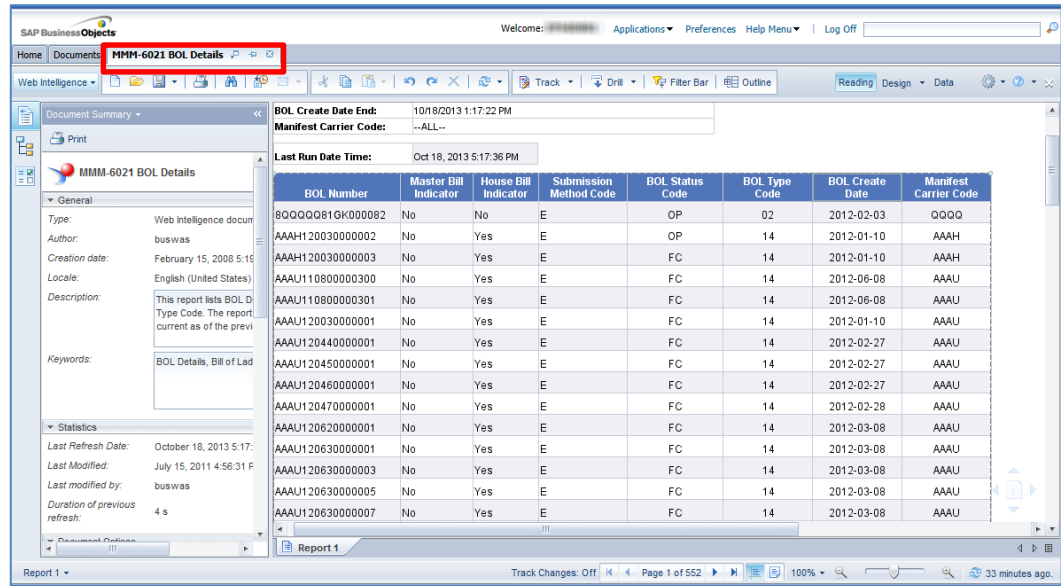 SAP BusinessObjects
Welcome: Applications Preferences Help Menu | Log Off
Home Documents MMM-6021 BOL Details
Web Intelligence Track Drill Filter Bar Outline Reading Design Data
Document Summary
Print
MMM-6021 BOL Details
General
Type: Web Intelligence docum
Author: buswas
Creation date: February 15, 2008 5:19
Locale: English (United States)
Description: This report lists BOL D
Type Code. The report
current as of the previ
Keywords: BOL Details, Bill of Lad
Statistics
Last Refresh Date: October 18, 2013 5:17:
Last Modified: July 15, 2011 4:56:31 P
Last modified by: buswas
Duration of previous refresh: 4 s
Document Options
BOL Create Date End: 10/18/2013 1:17:22 PM
Manifest Carrier Code: --ALL--
Last Run Date Time: Oct 18, 2013 5:17:36 PM
BOL Number Master Bill Indicator House Bill Indicator Submission Method Code BOL Status Code BOL Type Code BOL Create Date Manifest Carrier Code
8QQQQQ81GK000082 No No E OP 02 2012-02-03 QQQQ
AAAH120030000002 No Yes E OP 14 2012-01-10 AAAH
AAAH120030000003 No Yes E FC 14 2012-01-10 AAAH
AAAU110800000300 No Yes E FC 14 2012-06-08 AAAU
AAAU110800000301 No Yes E FC 14 2012-06-08 AAAU
AAAU120030000001 No Yes E FC 14 2012-01-10 AAAU
AAAU120440000001 No Yes E FC 14 2012-02-27 AAAU
AAAU120450000001 No Yes E FC 14 2012-02-27 AAAU
AAAU120460000001 No Yes E FC 14 2012-02-27 AAAU
AAAU120470000001 No Yes E FC 14 2012-02-28 AAAU
AAAU120620000001 No Yes E FC 14 2012-03-08 AAAU
AAAU120630000001 No Yes E FC 14 2012-03-08 AAAU
AAAU120630000003 No Yes E FC 14 2012-03-08 AAAU
AAAU120630000005 No Yes E FC 14 2012-03-08 AAAU
AAAU120630000007 No Yes E FC 14 2012-03-08 AAAU
1
Report 1
Report 1 Track Changes: Off Page 1 of 552 100% 33 minutes ago.